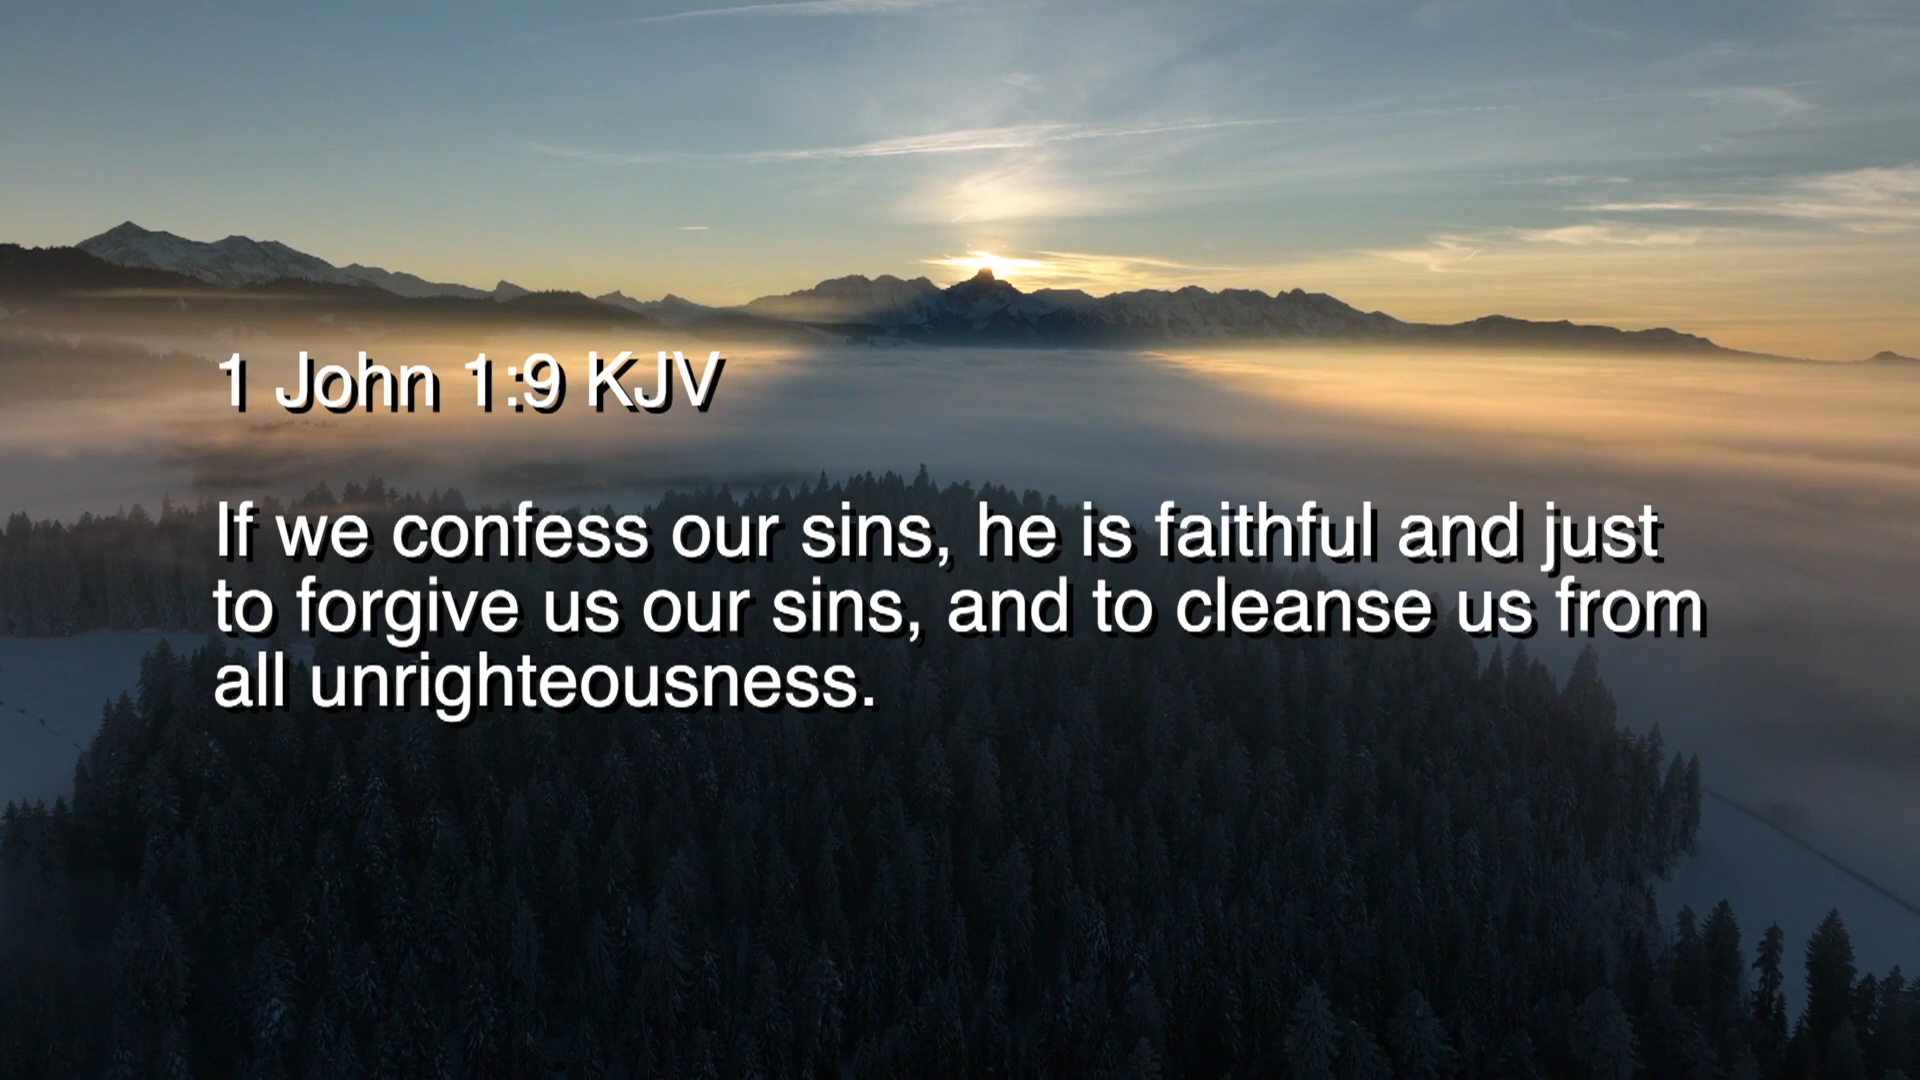 1 John 1:9 KJV
If we confess our sins, he is faithful and just
to forgive us our sins, and to cleanse us from
all unrighteousness.